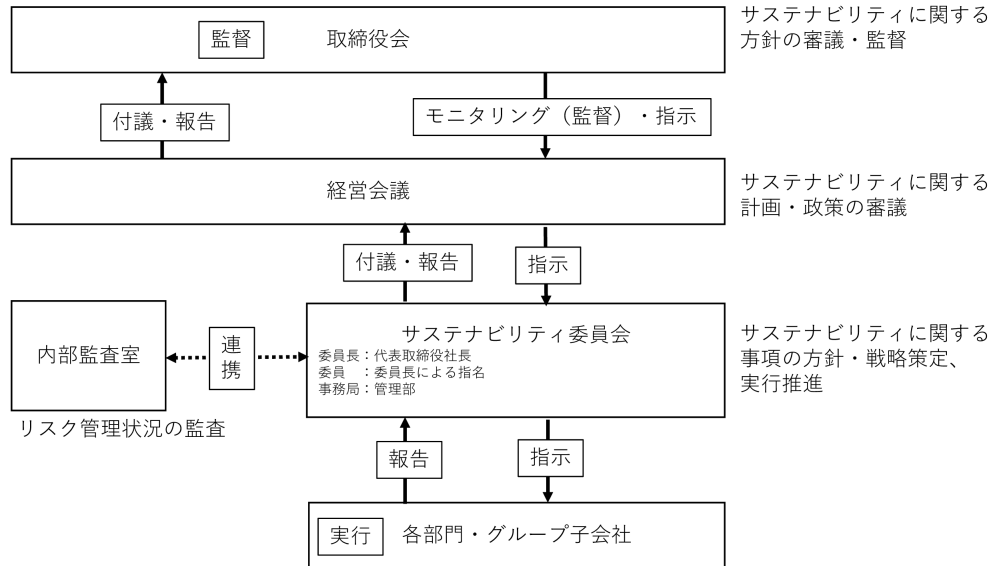 監督
取締役会
サステナビリティに関する
方針の審議・監督
付議・報告
モニタリング（監督）・指示
経営会議
サステナビリティに関する
計画・政策の審議
付議・報告
指示
内部監査室
連
携
サステナビリティ委員会
委員長：代表取締役社長
委員　：委員長による指名
事務局：管理部
サステナビリティに関する
事項の方針・戦略策定、
実行推進
リスク管理状況の監査
報告
指示
実行
各部門・グループ子会社